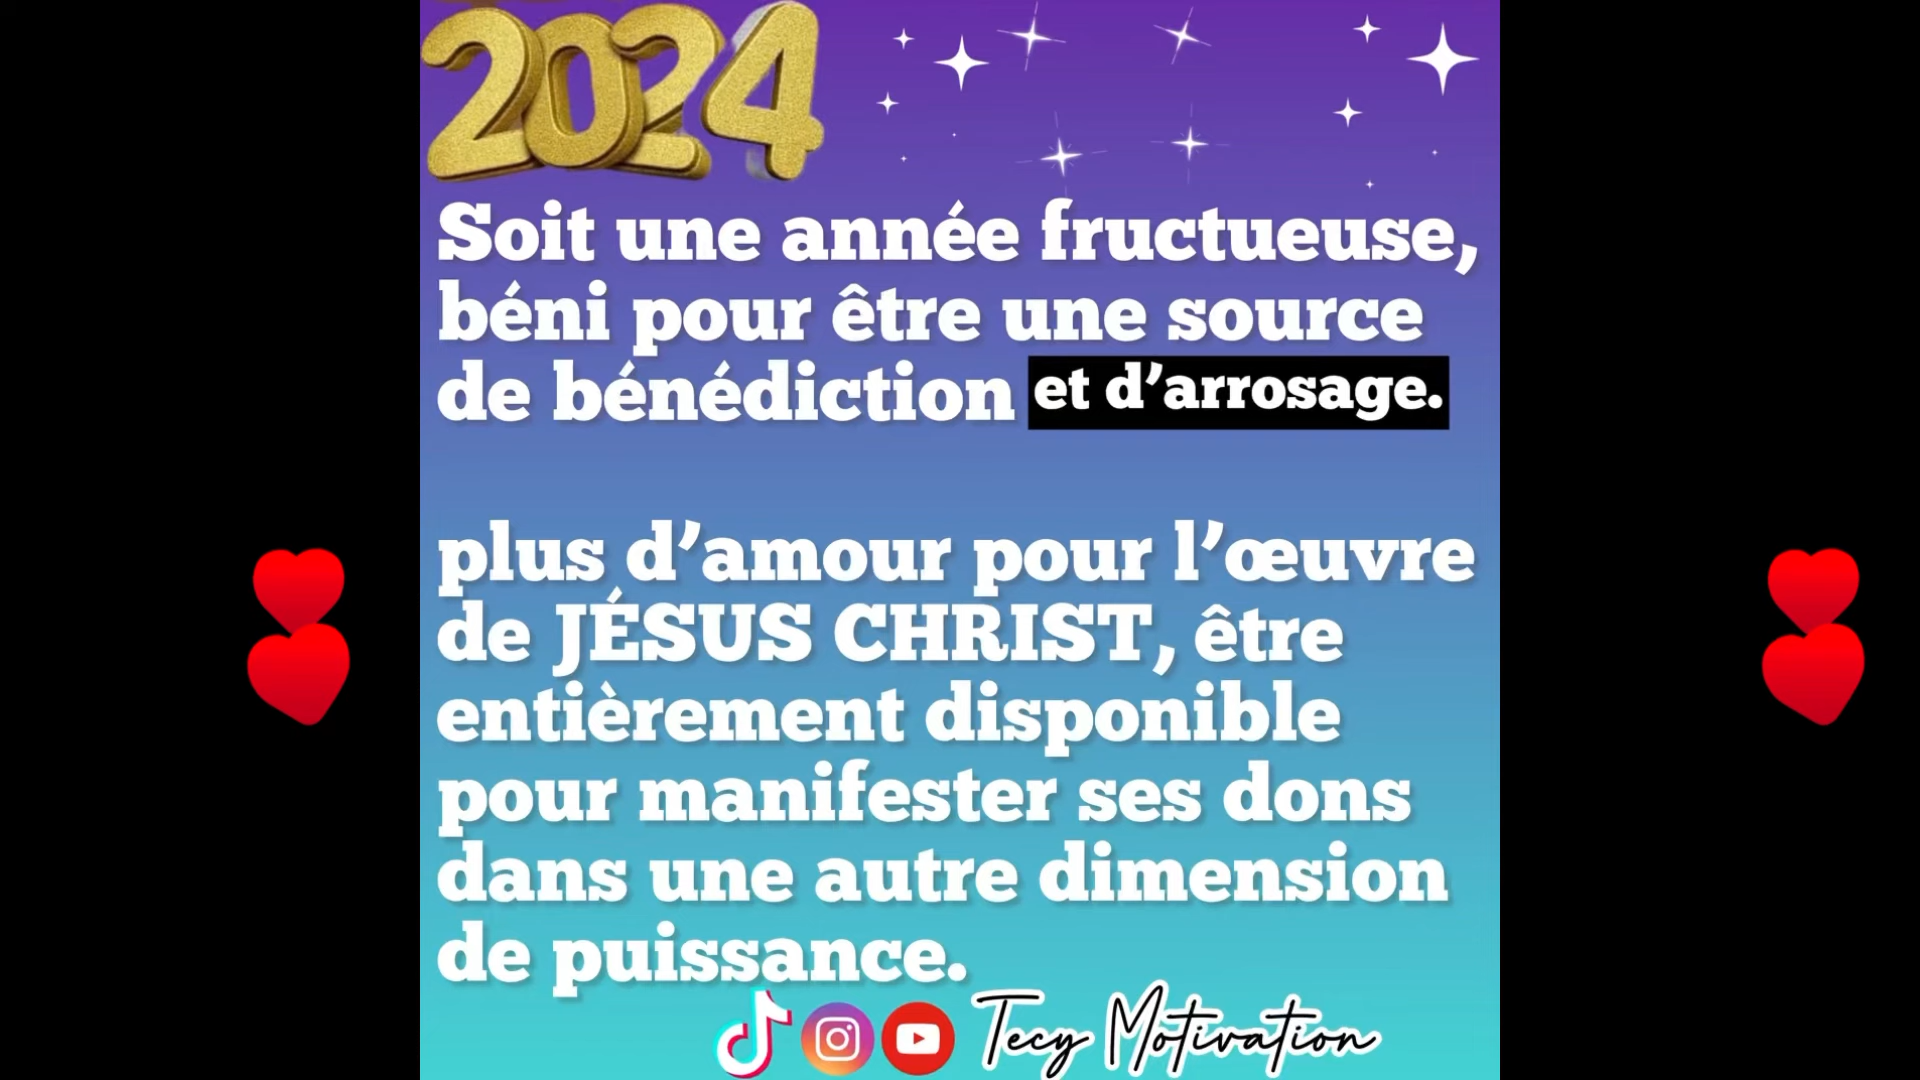 2024
Soit une année fructueuse,
béni pour être une source
de bénédiction et d’arrosage.
plus d’amour pour l’œuvre
de JÉSUS CHRIST, être
entièrement disponible
pour manifester ses dons
dans une autre dimension
de puissance.
Tecy Motivation